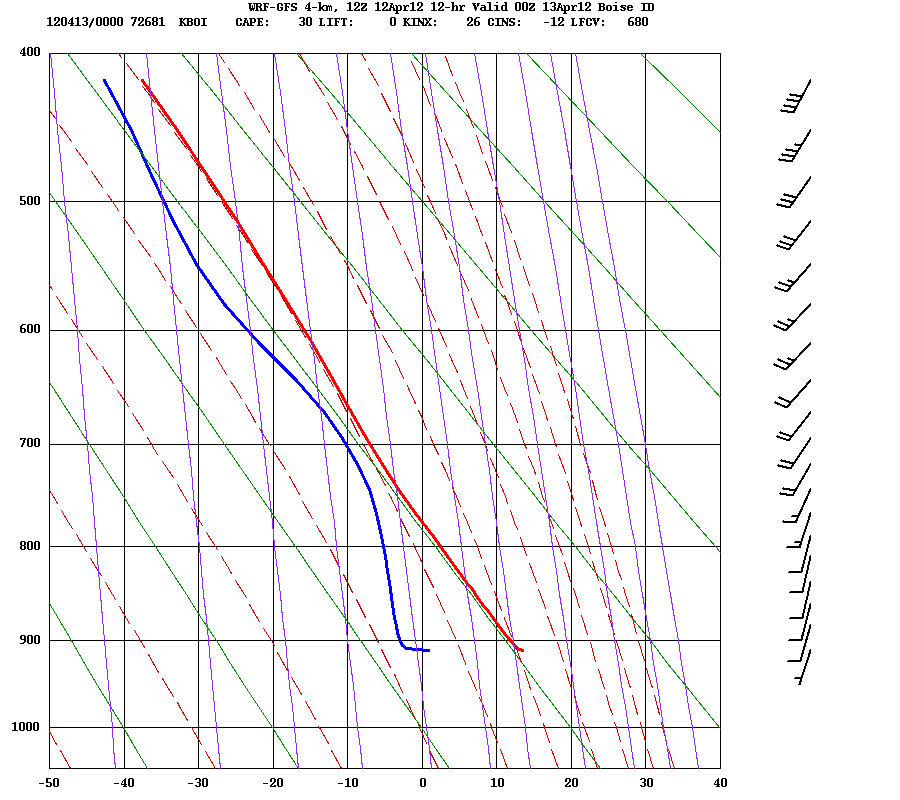 WRF-GFS 4-km, 12Z 12Apr12 12-hr Valid 00Z 13Apr12 Boise ID
120413/0000 72681 KBOI CAPE: 30 LIFT: 0 KINX: 26 CINS: -12 LFCV: 680
400
500
600
700
800
900
1000
-50 -40 -30 -20 -10 0 10 20 30 40